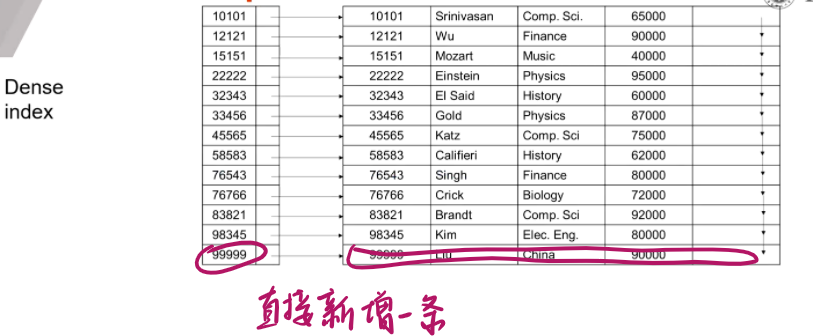 10101 10101 Srinivasan Comp. Sci. 65000
12121 12121 Wu Finance 90000
15151 15151 Mozart Music 40000
22222 22222 Einstein Physics 95000
Dense
index
32343 32343 El Said History 60000
33456 33456 Gold Physics 87000
45565 45565 Katz Comp. Sci 75000
58583 58583 Califieri History 62000
76543 76543 Singh Finance 80000
76766 76766 Crick Biology 72000
83821 83821 Brandt Comp. Sci 92000
98345 98345 Kim Elec. Eng. 80000
99999 99999 Liu China 90000
直接新增一条